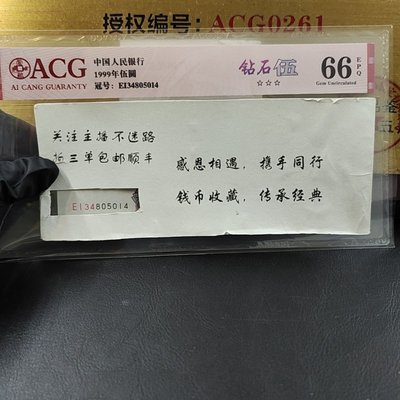 授权编号：ACG0261
ACG
AI CANG GUARANTY
中国人民银行
1999年伍圆
冠号：EI34805014
钻石伍
66 EPQ
Gem Uncirculated
关注主播不迷路
拍三单包邮顺丰
感恩相遇，携手同行
钱币收藏，传承经典
EI34805014